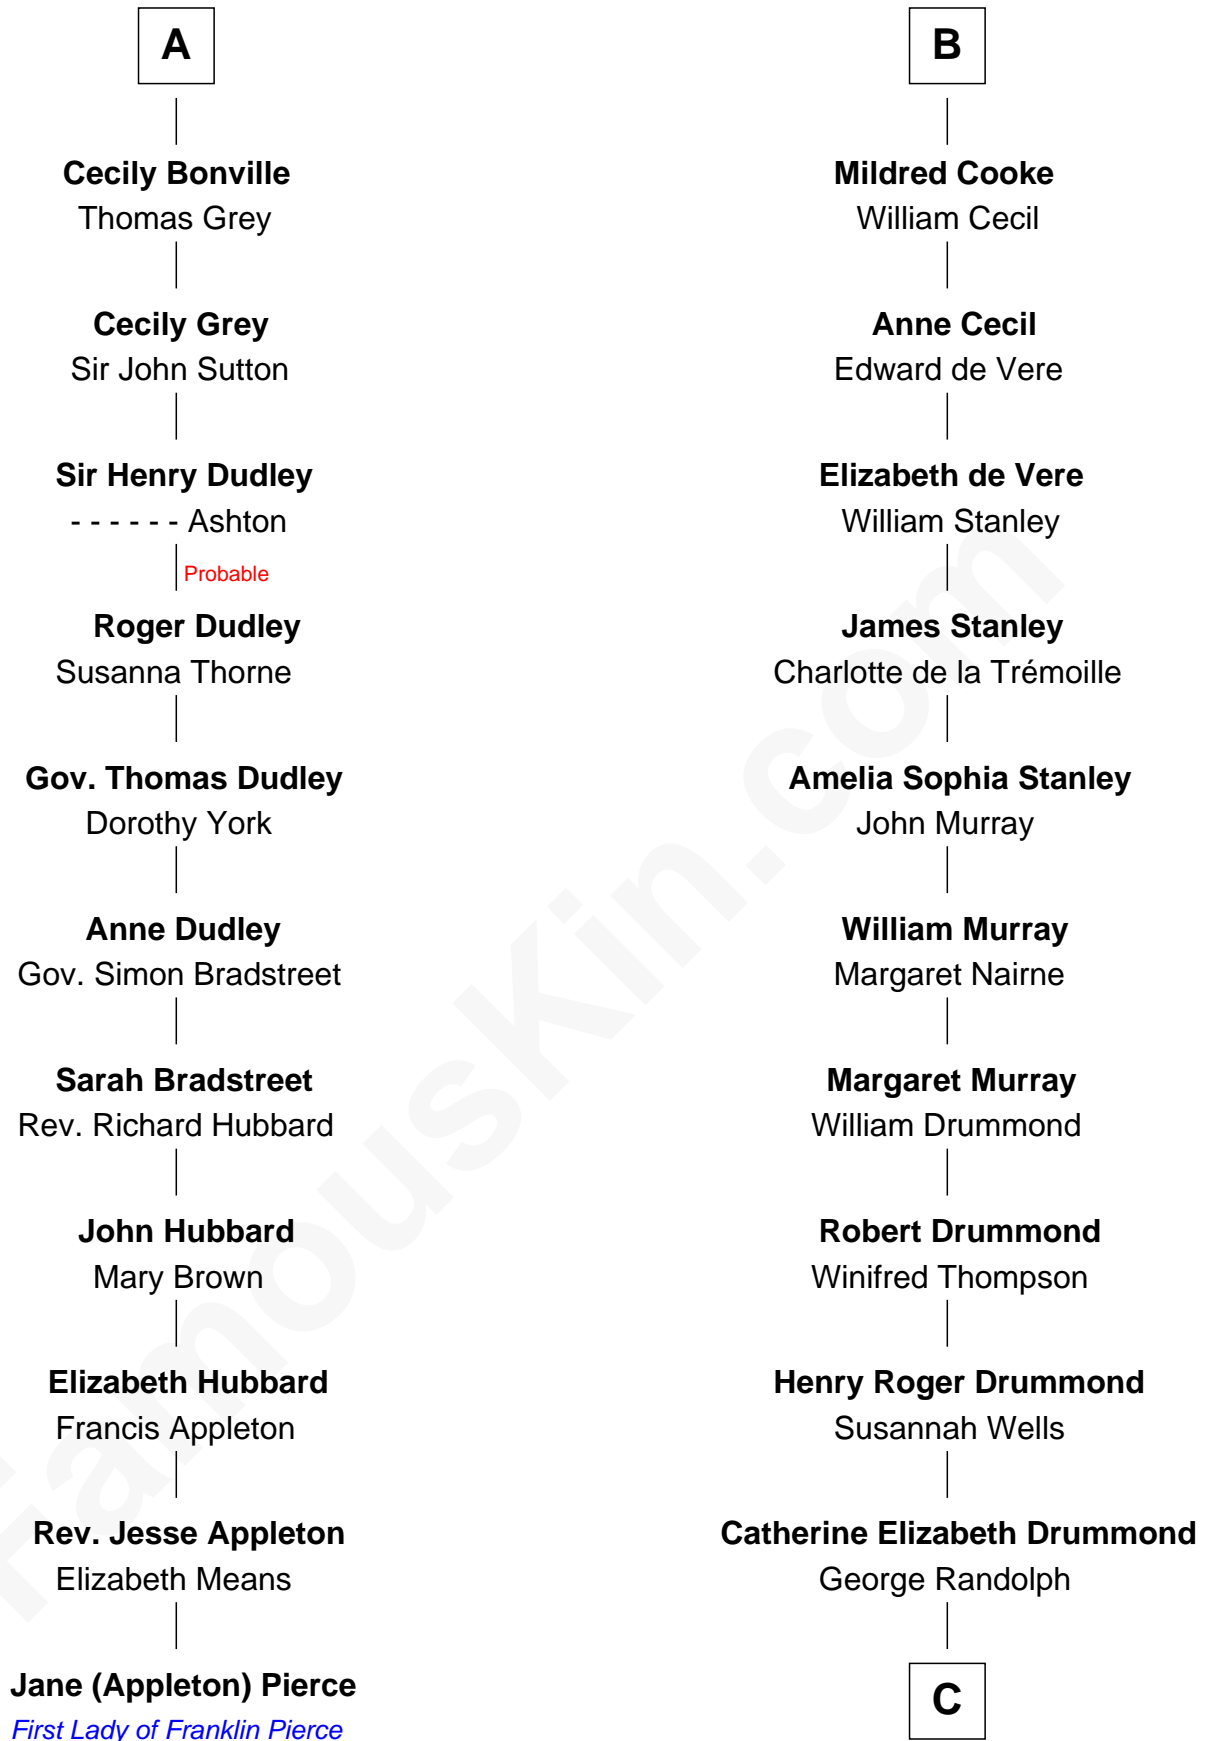 A
Cecily Bonville
Thomas Grey
Cecily Grey
Sir John Sutton
Sir Henry Dudley
- - - - - - Ashton
Probable
Roger Dudley
Susanna Thorne
Gov. Thomas Dudley
Dorothy York
Anne Dudley
Gov. Simon Bradstreet
Sarah Bradstreet
Rev. Richard Hubbard
John Hubbard
Mary Brown
Elizabeth Hubbard
Francis Appleton
Rev. Jesse Appleton
Elizabeth Means
Jane (Appleton) Pierce
First Lady of Franklin Pierce
B
Mildred Cooke
William Cecil
Anne Cecil
Edward de Vere
Elizabeth de Vere
William Stanley
James Stanley
Charlotte de la Trémoille
Amelia Sophia Stanley
John Murray
William Murray
Margaret Nairne
Margaret Murray
William Drummond
Robert Drummond
Winifred Thompson
Henry Roger Drummond
Susannah Wells
Catherine Elizabeth Drummond
George Randolph
C
FamousKin.com